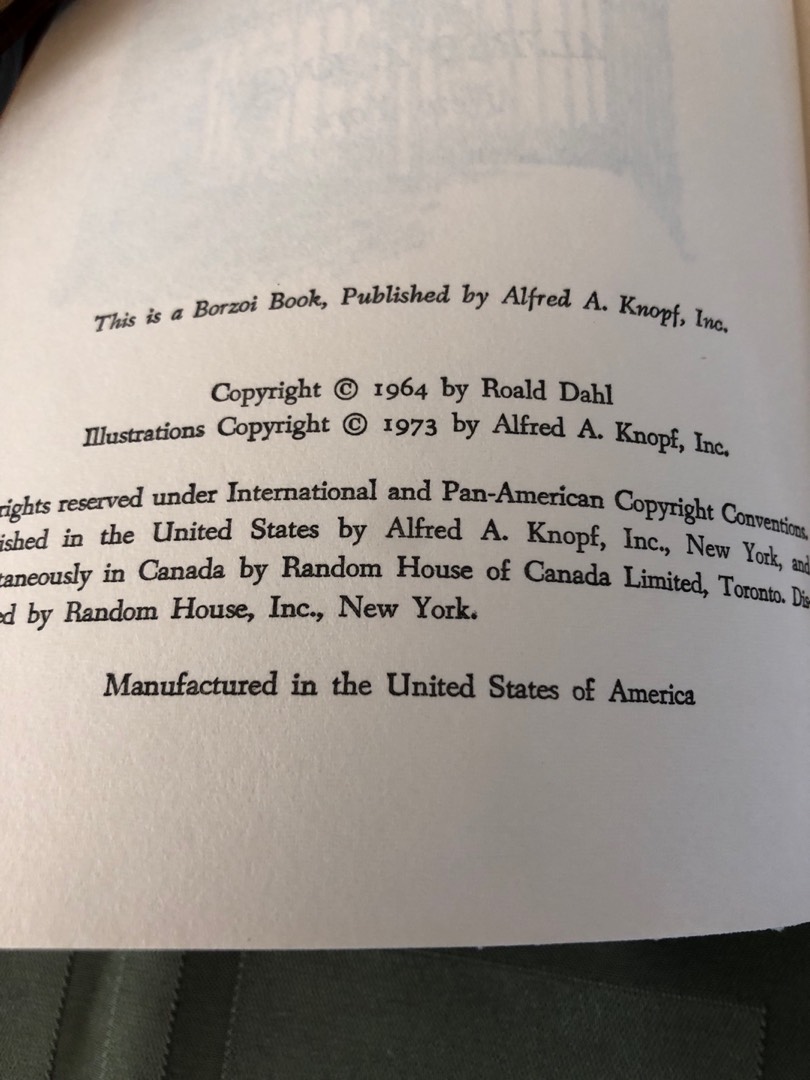 This is a Borzoi Book, Published by Alfred A. Knopf, Inc.
Copyright © 1964 by Roald Dahl
Illustrations Copyright © 1973 by Alfred A. Knopf, Inc.
rights reserved under International and Pan-American Copyright Conventions.
ished in the United States by Alfred A. Knopf, Inc., New York, and
taneously in Canada by Random House of Canada Limited, Toronto. Dis-
ed by Random House, Inc., New York.
Manufactured in the United States of America